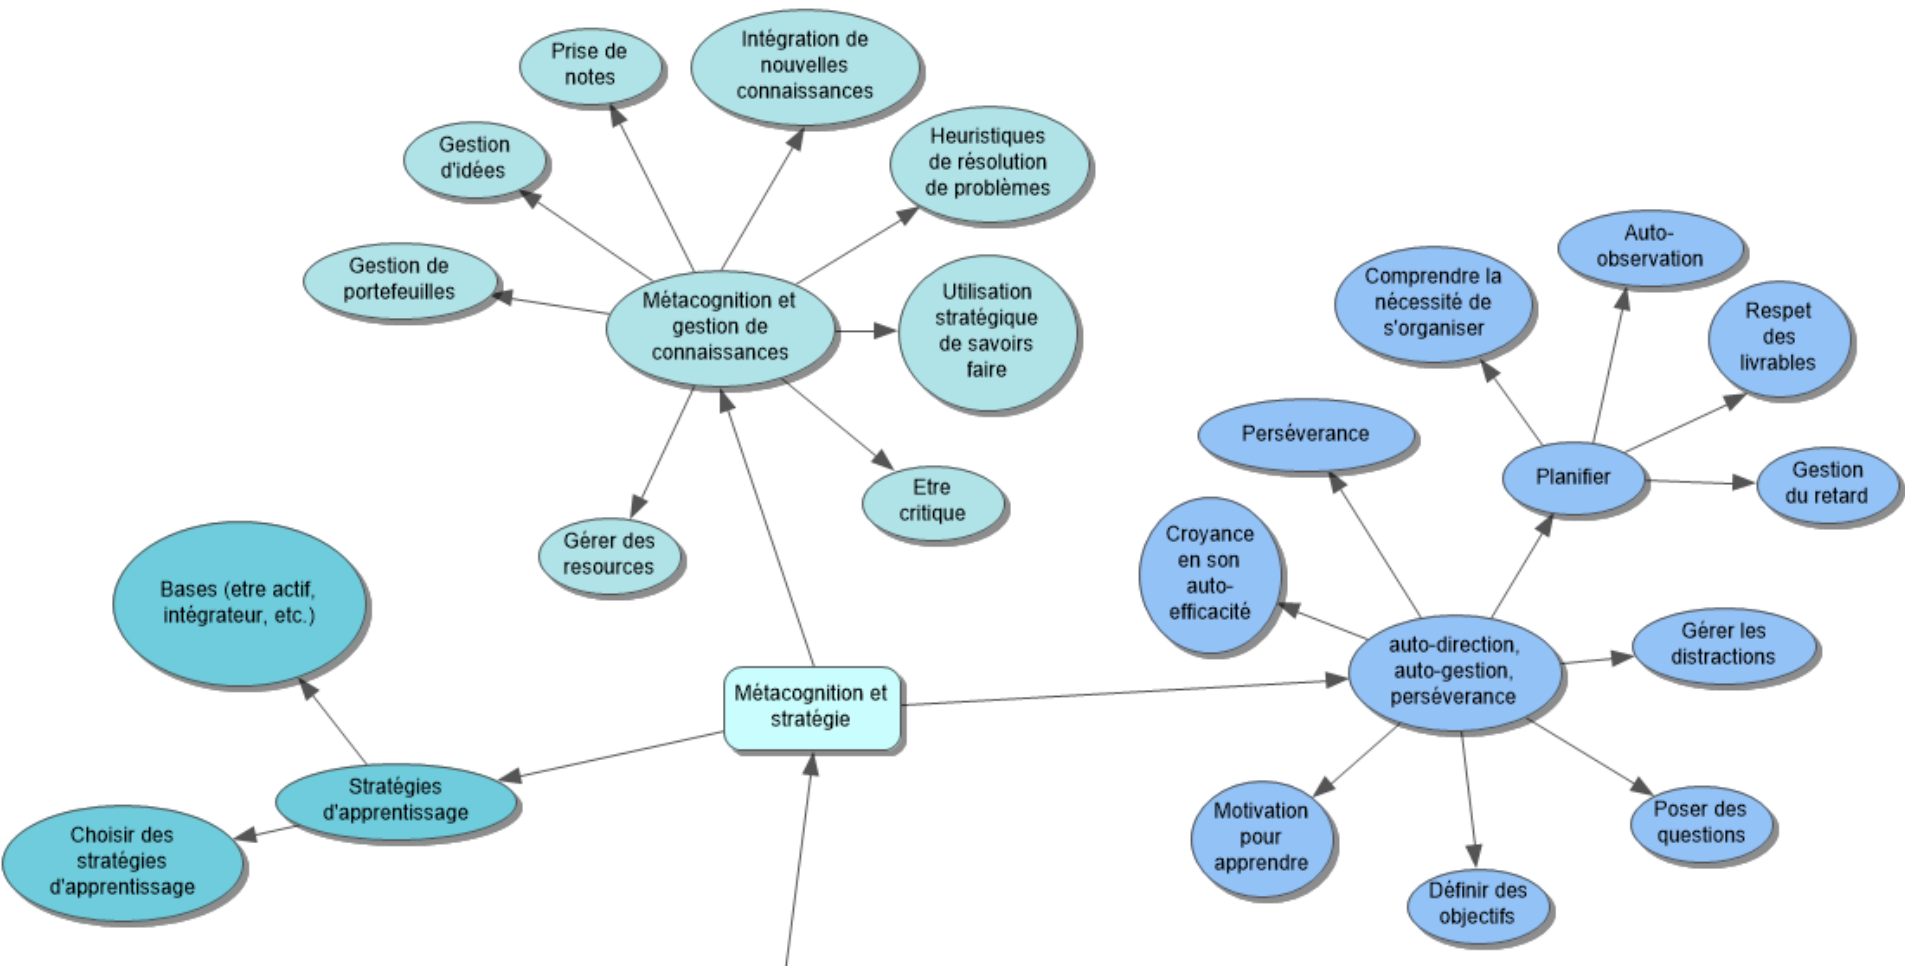 Prise de
notes
Intégration de
nouvelles
connaissances
Gestion
d'idées
Heuristiques
de résolution
de problèmes
Gestion de
portefeuilles
Métacognition et
gestion de
connaissances
Utilisation
stratégique
de savoirs
faire
Etre
critique
Gérer des
resources
Auto-
observation
Comprendre la
nécessité de
s'organiser
Respet
des
livrables
Perséverance
Planifier
Gestion
du retard
Croyance
en son
auto-
efficacité
auto-direction,
auto-gestion,
perséverance
Gérer les
distractions
Motivation
pour
apprendre
Définir des
objectifs
Poser des
questions
Métacognition et
stratégie
Bases (etre actif,
intégrateur, etc.)
Stratégies
d'apprentissage
Choisir des
stratégies
d'apprentissage